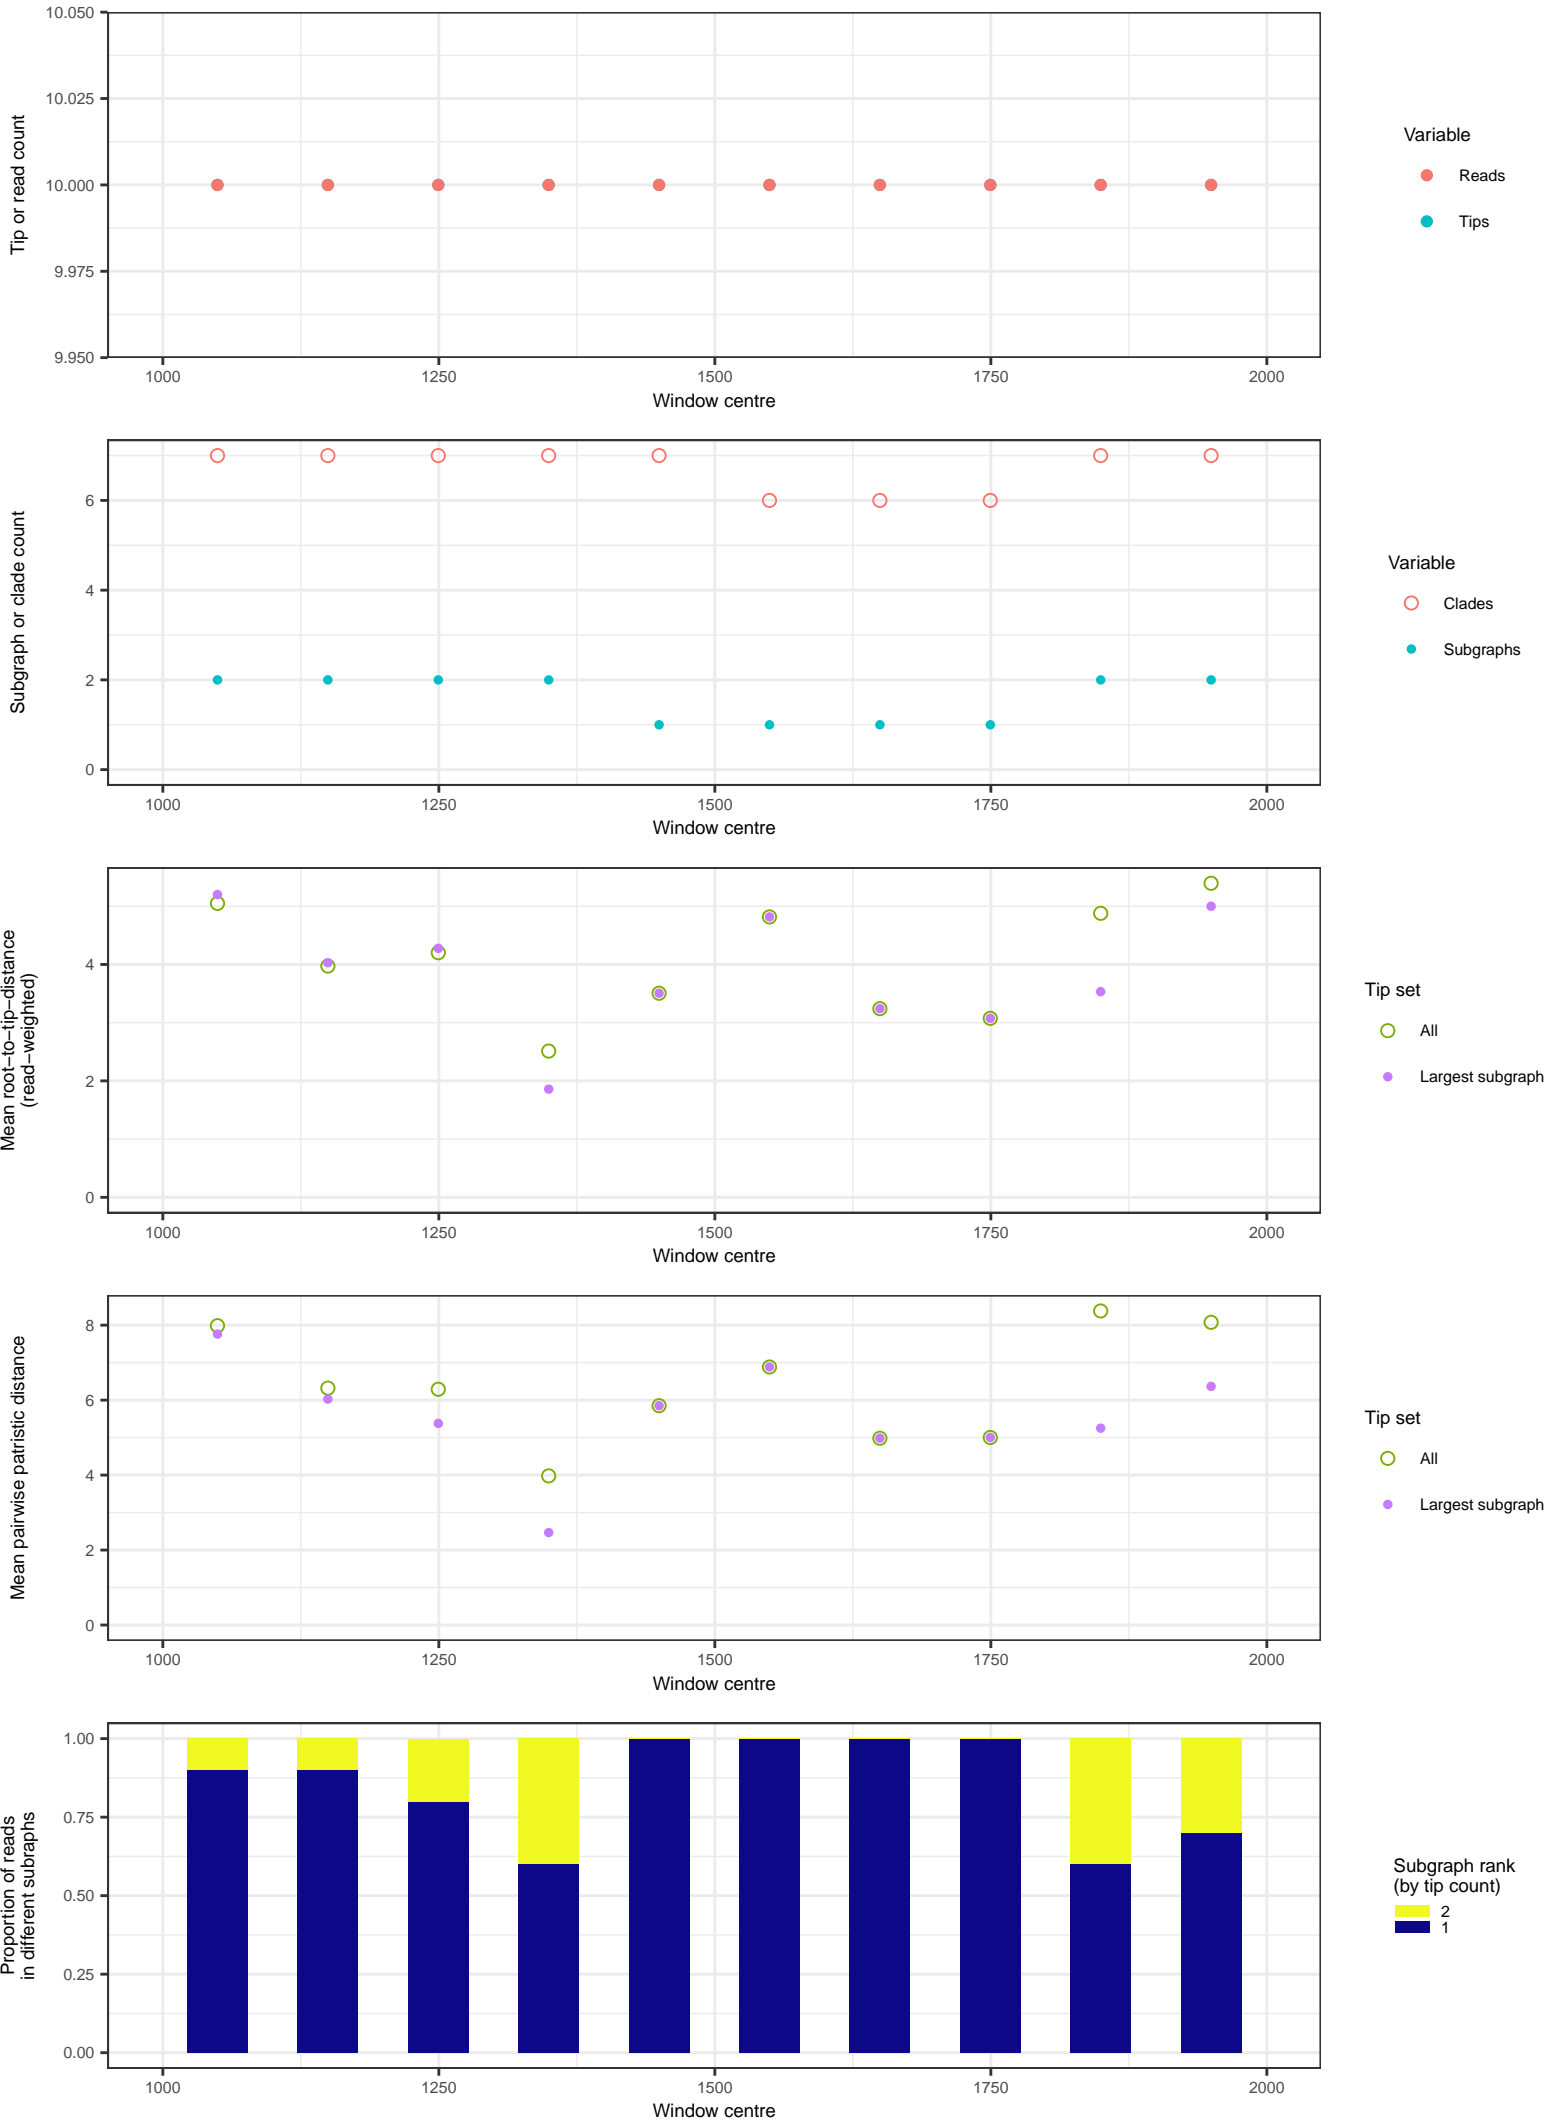 10.050
10.025
10.000
9.975
9.950
Tip or read count
1000 1250 1500 1750 2000
Window centre
Variable
Reads
Tips
6
4
2
0
Subgraph or clade count
1000 1250 1500 1750 2000
Window centre
Variable
Clades
Subgraphs
4
2
0
Mean root−to−tip−distance
(read−weighted)
1000 1250 1500 1750 2000
Window centre
Tip set
All
Largest subgraph
8
6
4
2
0
Mean pairwise patristic distance
1000 1250 1500 1750 2000
Window centre
Tip set
All
Largest subgraph
1.00
0.75
0.50
0.25
0.00
Proportion of reads
in different subraphs
1000 1250 1500 1750 2000
Window centre
Subgraph rank
(by tip count)
2
1